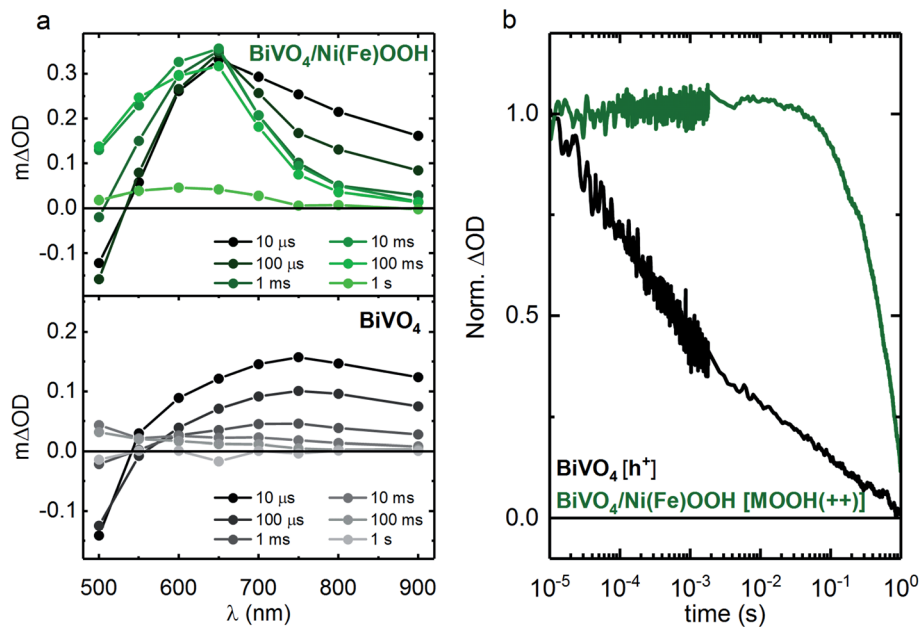 a
BiVO₄/Ni(Fe)OOH
mΔOD
0.3
0.2
0.1
0.0
-0.1
10 μs
10 ms
100 μs
100 ms
1 ms
1 s
BiVO₄
mΔOD
0.2
0.1
0.0
-0.1
10 μs
10 ms
100 μs
100 ms
1 ms
1 s
500 600 700 800 900
λ (nm)
b
Norm. ΔOD
1.0
0.5
0.0
BiVO₄ [h⁺]
BiVO₄/Ni(Fe)OOH [MOOH(++)]
10⁻⁵ 10⁻⁴ 10⁻³ 10⁻² 10⁻¹ 10⁰
time (s)